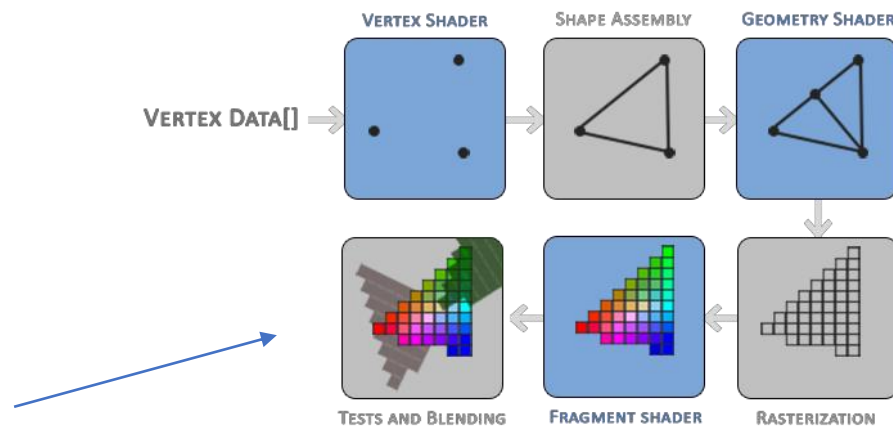 VERTEX SHADER
SHAPE ASSEMBLY
GEOMETRY SHADER
VERTEX DATA[]
TESTS AND BLENDING
FRAGMENT SHADER
RASTERIZATION